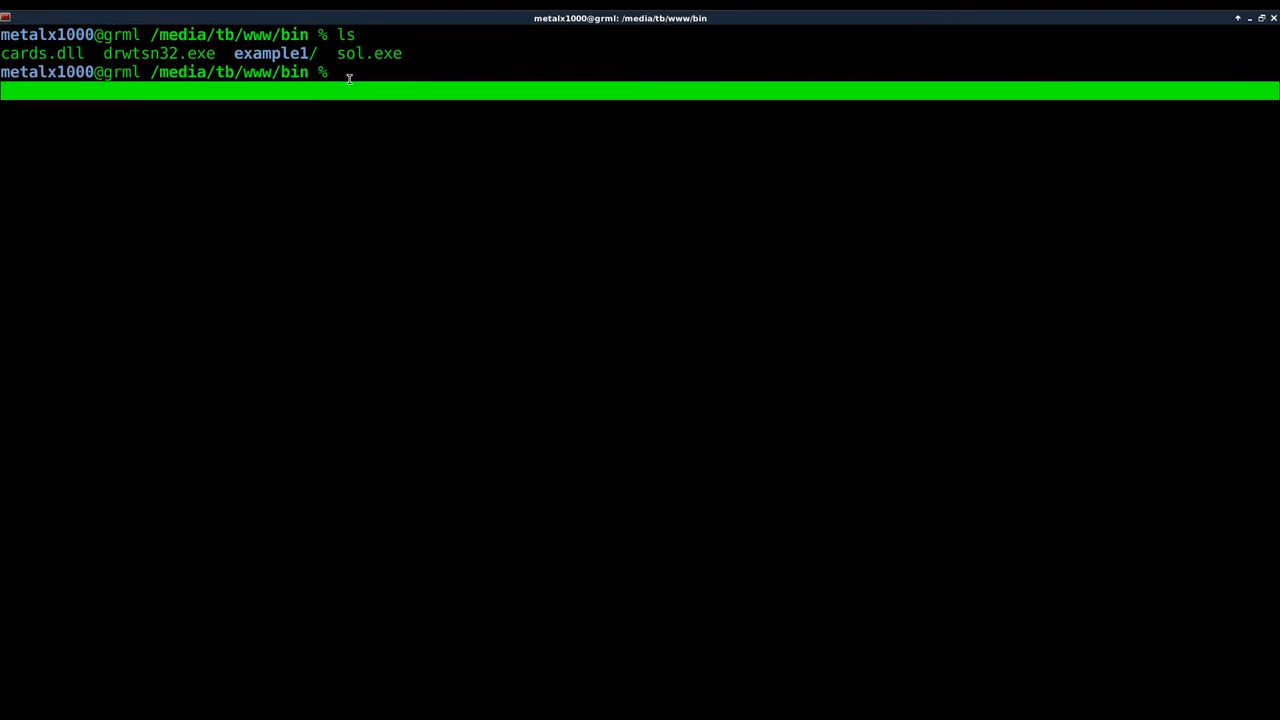 metalx1000@grml: /media/tb/www/bin
metalx1000@grml /media/tb/www/bin % ls
cards.dll  drwtsn32.exe  example1/  sol.exe
metalx1000@grml /media/tb/www/bin %